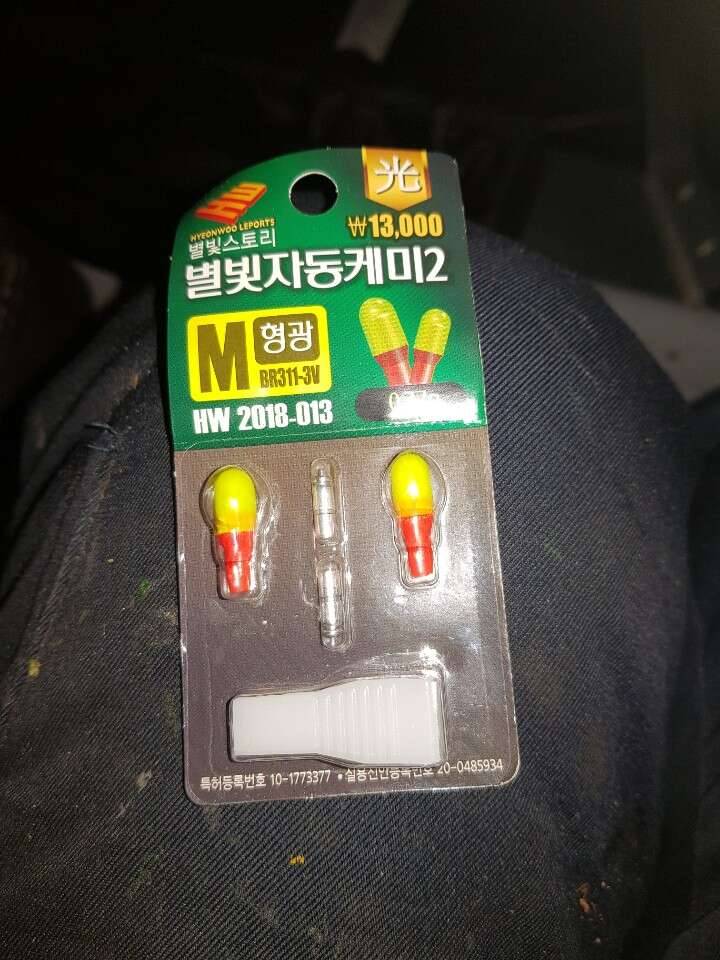 光
HW
HYEONWOO LEPORTS
₩13,000
별빛스토리
별빛자동케미2
M
형광
BR311-3V
HW 2018-013
특허등록번호 10-1773377 • 실용신안등록번호 20-0485934